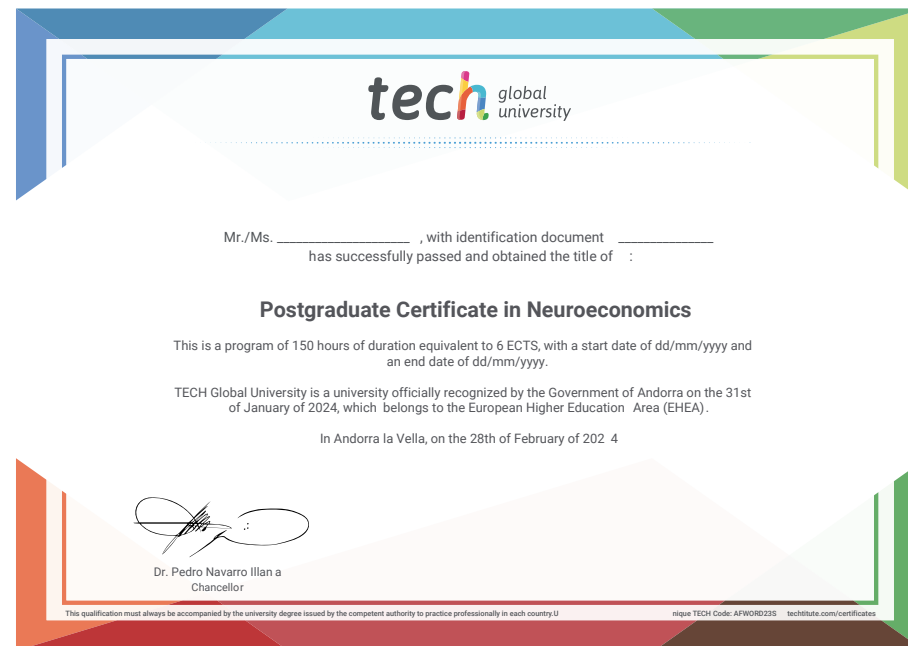 tech global
university
Mr./Ms. ____________________ , with identification document ______________
has successfully passed and obtained the title of :
Postgraduate Certificate in Neuroeconomics
This is a program of 150 hours of duration equivalent to 6 ECTS, with a start date of dd/mm/yyyy and
an end date of dd/mm/yyyy.
TECH Global University is a university officially recognized by the Government of Andorra on the 31st
of January of 2024, which belongs to the European Higher Education Area (EHEA).
In Andorra la Vella, on the 28th of February of 202 4
Dr. Pedro Navarro Illan a
Chancellor
This qualification must always be accompanied by the university degree issued by the competent authority to practice professionally in each country.U nique TECH Code: AFWORD23S techtitute.com/certificates